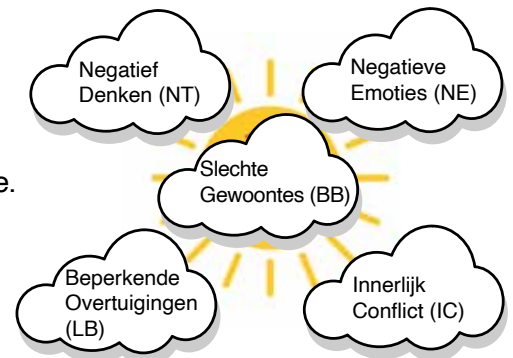 Negatief
Denken (NT)
Negatieve
Emoties (NE)
Slechte
Gewoontes (BB)
e.
Beperkende
Overtuigingen
(LB)
Innerlijk
Conflict (IC)